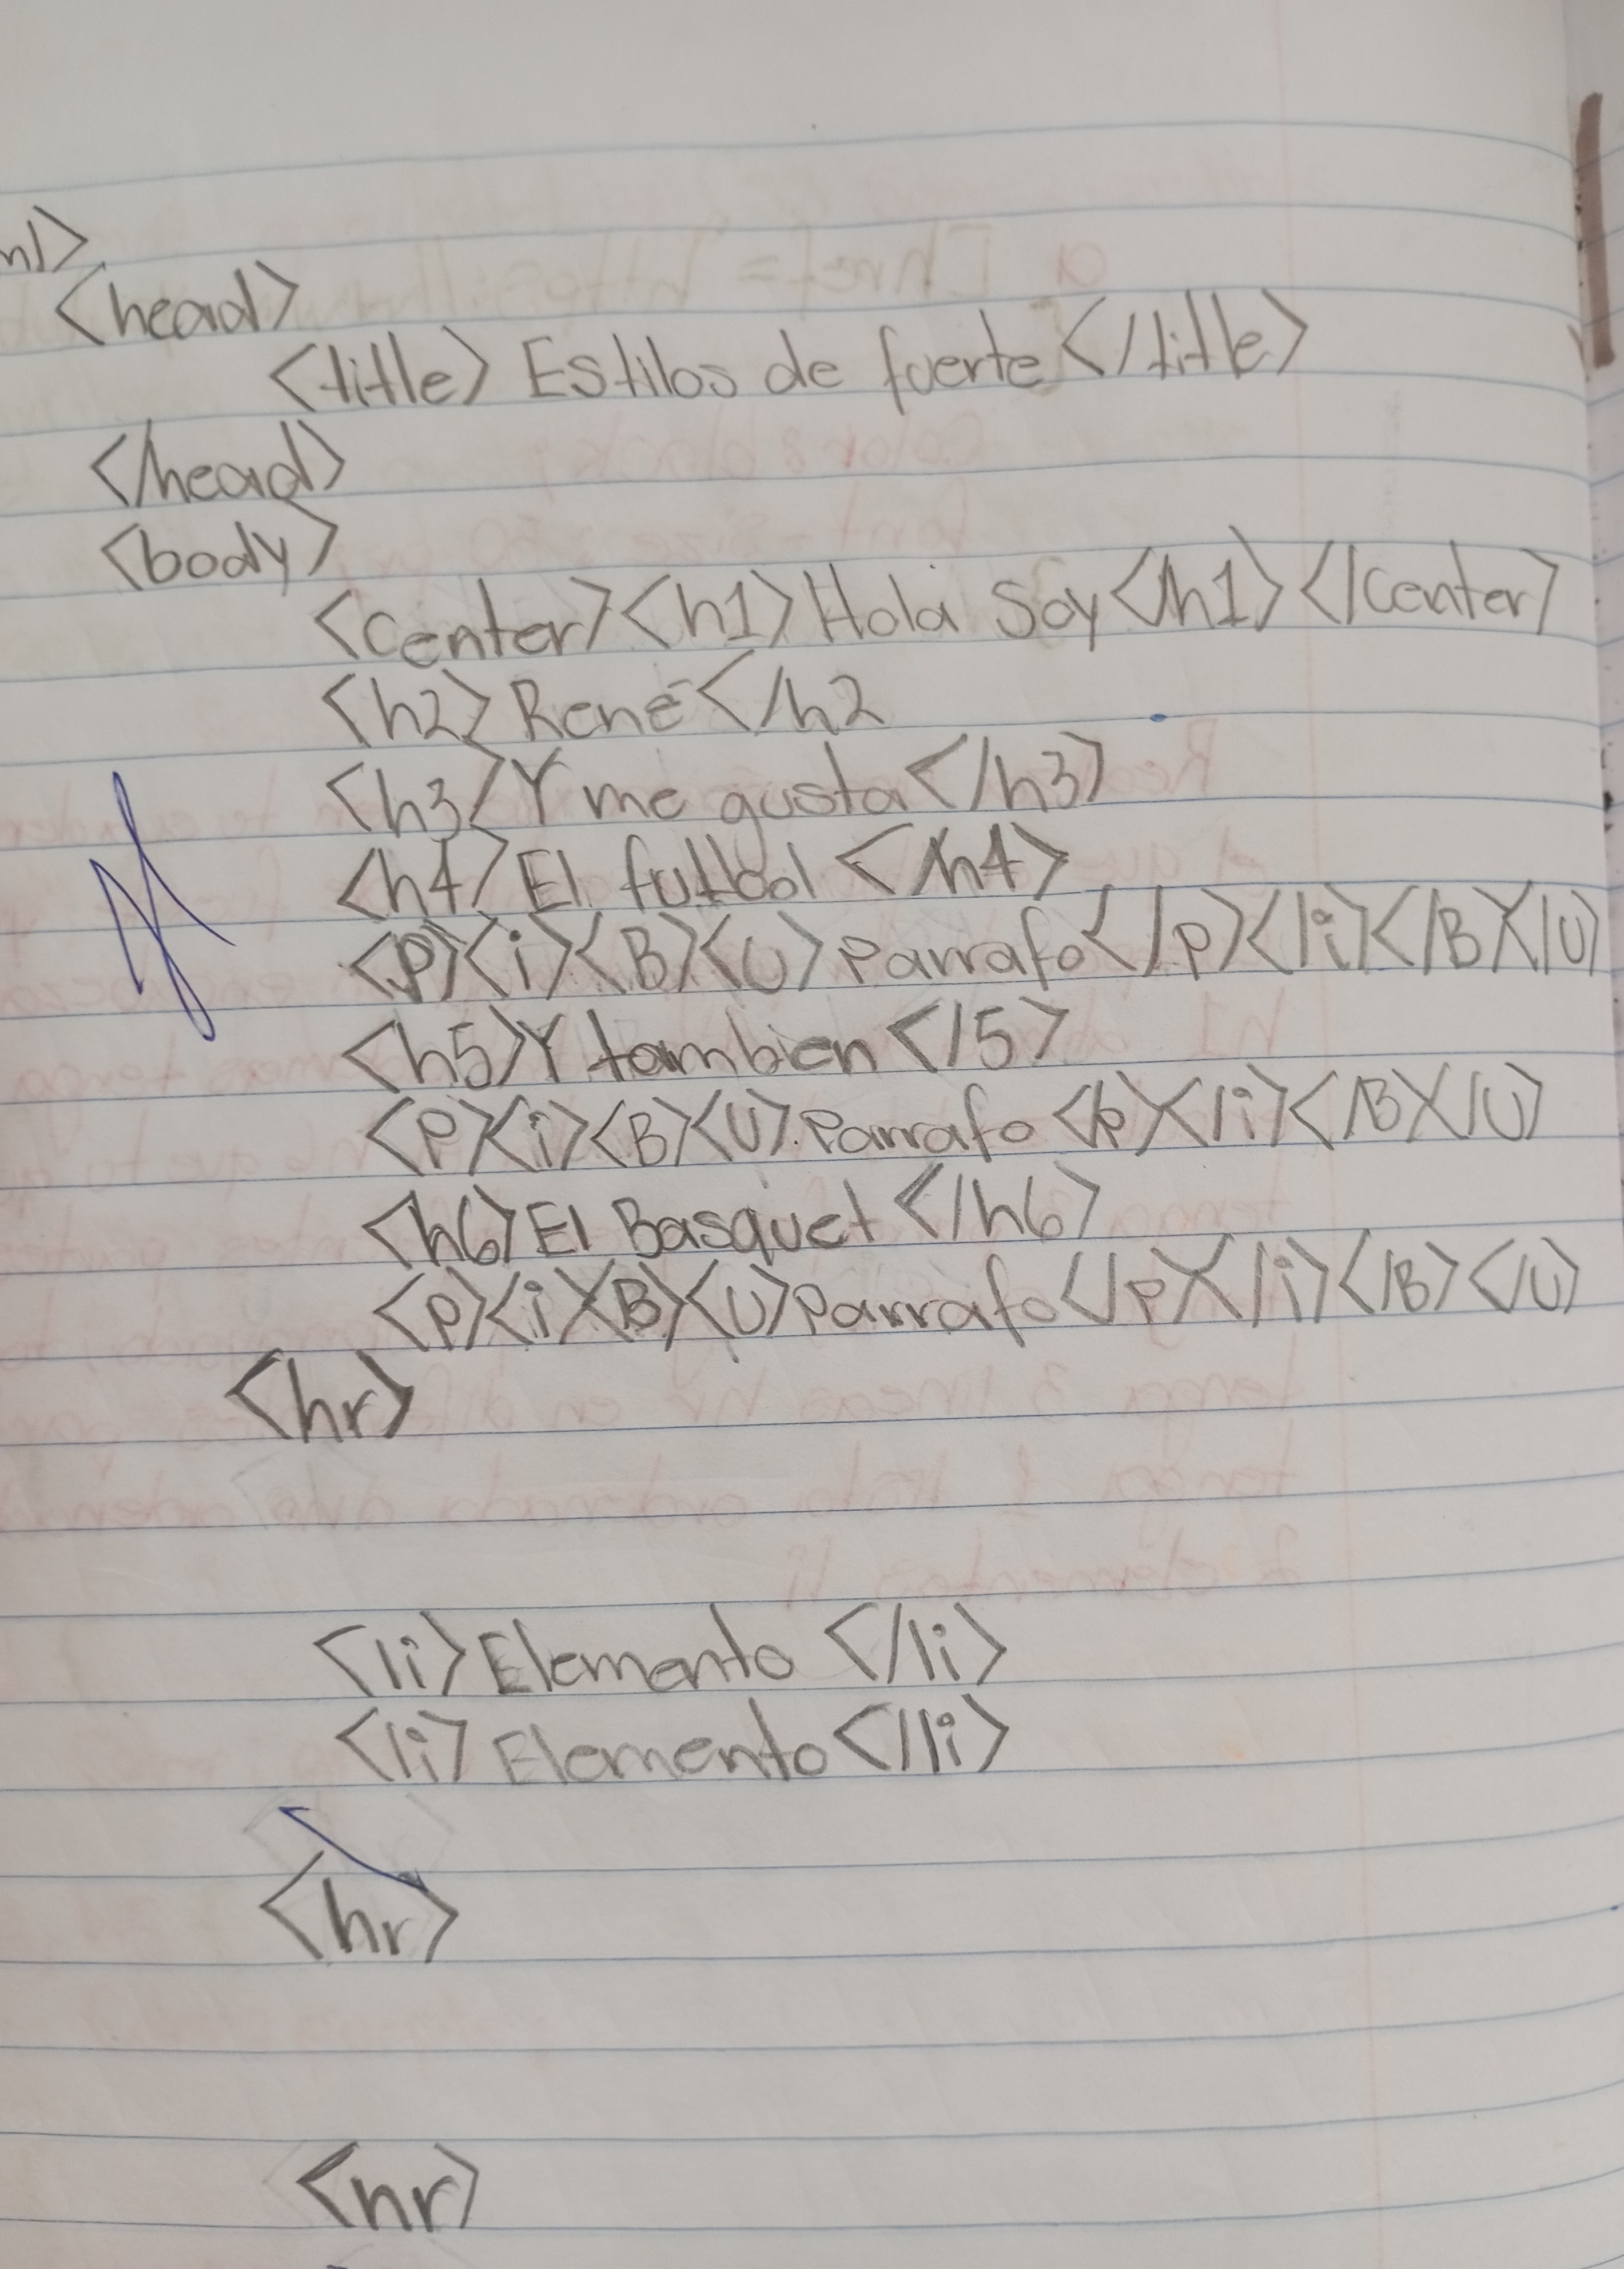 ml>
<head>
<title> Estilos de fuerte</title>
</head>
<body>
<center><h1>Hola Soy</h1></center>
<h2>René</h2
<h3>Y me gusta</h3>
<h4>El futbol </h4>
<p><i><B><U>Parrafo</p></i></B></U>
<h5>Y tambien </5>
<p><i><B><U>Parrafo <p></i></B></U>
<h6>El Basquet </h6>
<p><i><B><U>Parrafo</p></i></B></U>
<hr>
<li>Elemento </li>
<li>Elemento</li>
<hr>
<hr>